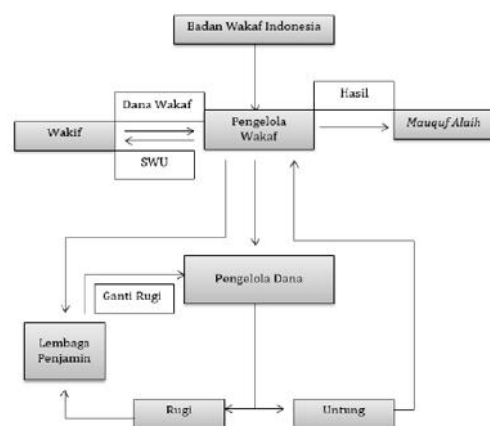 Badan Wakaf Indonesia
Dana Wakaf
Hasil
Wakif
Pengelola
Wakaf
Mauquf Alaih
SWU
Pengelola Dana
Ganti Rugi
Lembaga
Penjamin
Rugi
Untung